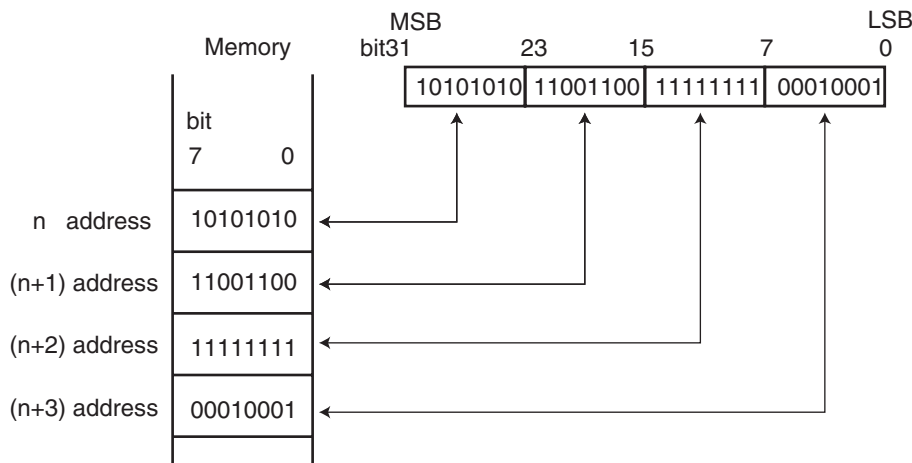 MSB LSB
Memory bit31 23 15 7 0
10101010 11001100 11111111 00010001
bit
7 0
n address 10101010
(n+1) address 11001100
(n+2) address 11111111
(n+3) address 00010001